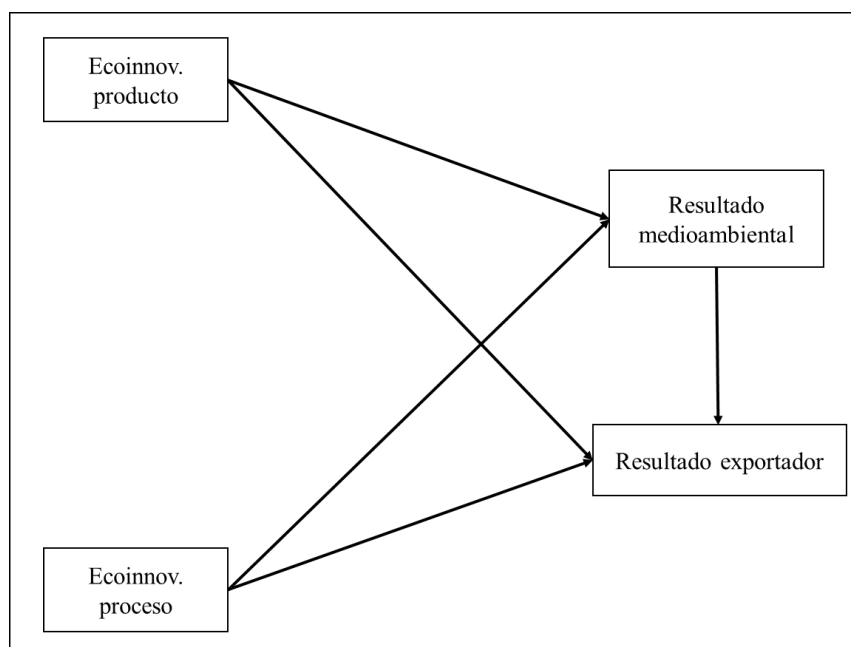 Ecoinnov.
producto
Resultado
medioambiental
Resultado exportador
Ecoinnov.
proceso